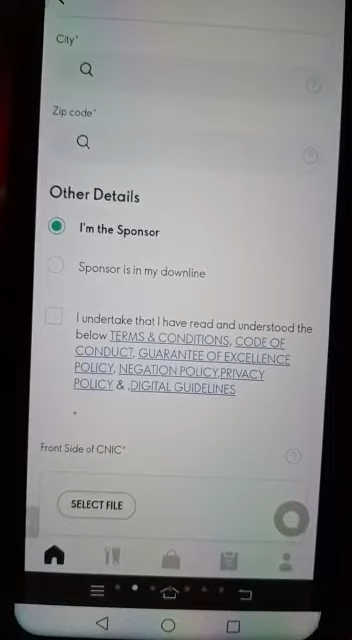 City*
Zip code*
Other Details
I'm the Sponsor
Sponsor is in my downline
I undertake that I have read and understood the
below TERMS & CONDITIONS, CODE OF
CONDUCT, GUARANTEE OF EXCELLENCE
POLICY, NEGATION POLICY,PRIVACY
POLICY & ,DIGITAL GUIDELINES
*
Front Side of CNIC*
SELECT FILE